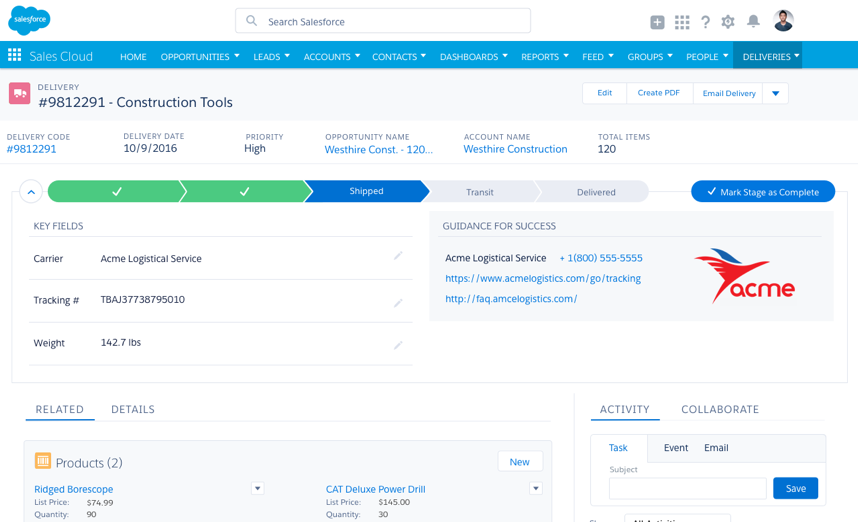 salesforce
Search Salesforce
Sales Cloud
HOME OPPORTUNITIES LEADS ACCOUNTS CONTACTS DASHBOARDS REPORTS FEED GROUPS PEOPLE DELIVERIES
DELIVERY
#9812291 - Construction Tools
Edit Create PDF Email Delivery
DELIVERY CODE DELIVERY DATE PRIORITY OPPORTUNITY NAME ACCOUNT NAME TOTAL ITEMS
#9812291 10/9/2016 High Westhire Const. - 120... Westhire Construction 120
Shipped Transit Delivered Mark Stage as Complete
KEY FIELDS
Carrier Acme Logistical Service
Tracking # TBAJ37738795010
Weight 142.7 lbs
GUIDANCE FOR SUCCESS
Acme Logistical Service + 1(800) 555-5555
https://www.acmelogistics.com/go/tracking
http://faq.amcelogistics.com/
acme
RELATED DETAILS
Products (2) New
Ridged Borescope CAT Deluxe Power Drill
List Price: $74.99 List Price: $145.00
Quantity: 90 Quantity: 30
ACTIVITY COLLABORATE
Task Event Email
Subject
Save